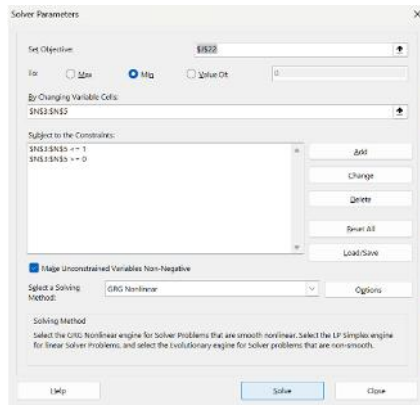 Solver Parameters
Set Objective:
To:
Max
Min
Value Of:
0
By Changing Variable Cells:
$N$3:$N$5
Subject to the Constraints:
$N$3:$N$5 <= 1
$N$3:$N$5 >= 0
Add
Change
Delete
Reset All
Load/Save
Make Unconstrained Variables Non-Negative
Select a Solving
Method:
GRG Nonlinear
Options
Solving Method
Select the GRG Nonlinear engine for Solver Problems that are smooth nonlinear. Select the LP Simplex engine
for linear Solver Problems, and select the Evolutionary engine for Solver problems that are non-smooth.
Help
Solve
Close